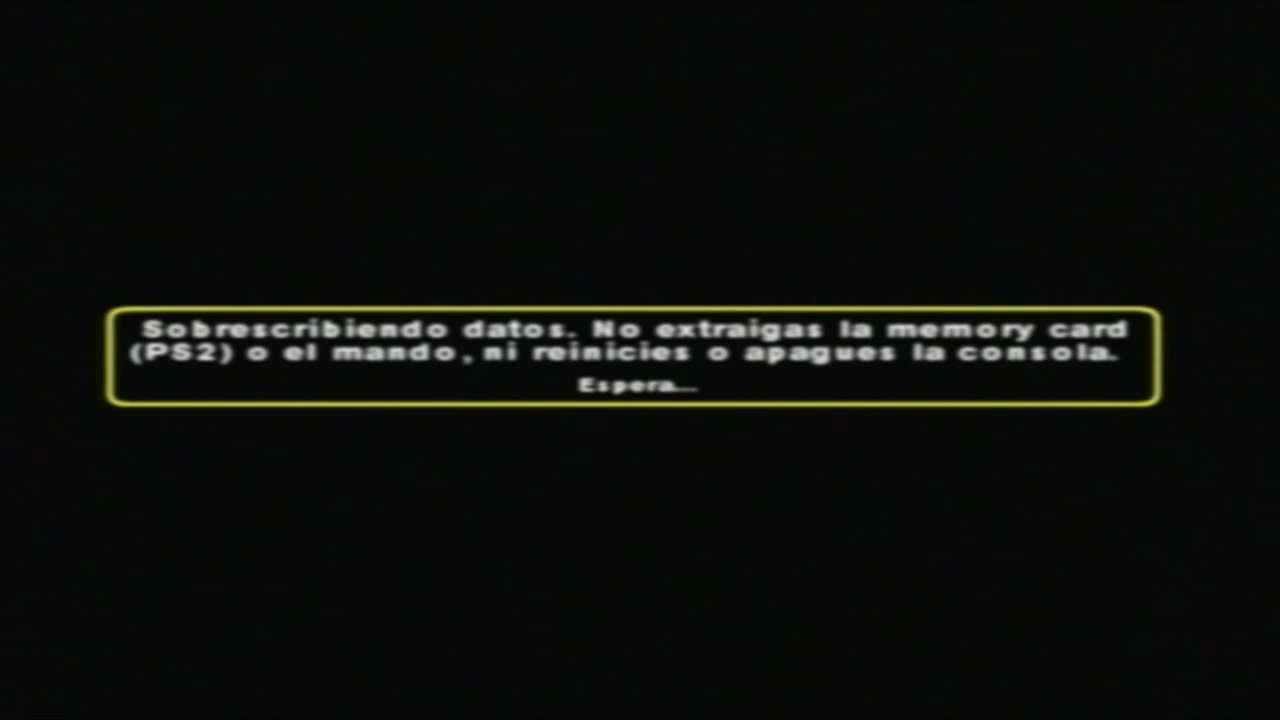 Sobrescribiendo datos. No extraigas la memory card
(PS2) o el mando, ni reinicies o apagues la consola.
Espera...